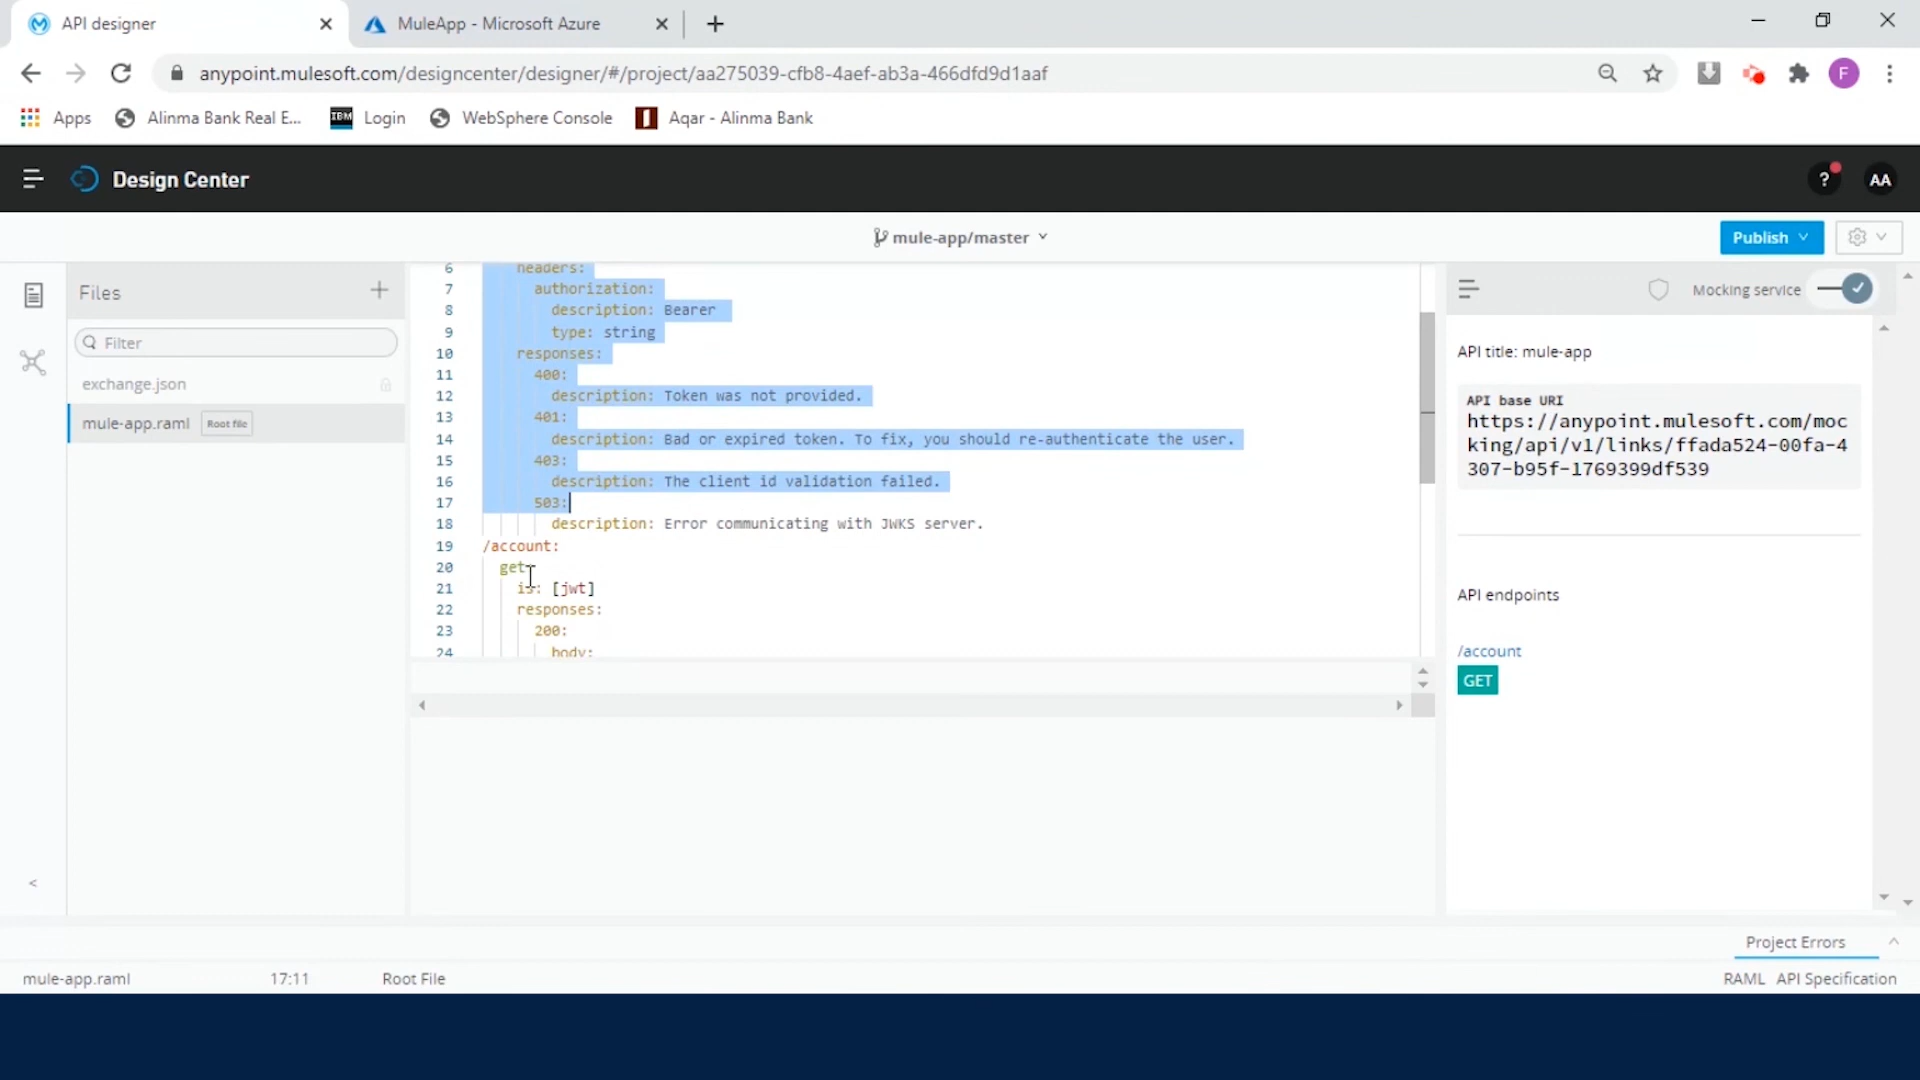 API designer
MuleApp - Microsoft Azure
anypoint.mulesoft.com/designcenter/designer/#/project/aa275039-cfb8-4aef-ab3a-466dfd9d1aaf
F
Apps
Alinma Bank Real E...
IBM
Login
WebSphere Console
Aqar - Alinma Bank
Design Center
?
AA
mule-app/master
Publish
Files
Filter
exchange.json
mule-app.raml
Root file
6 headers:
7 authorization:
8 description: Bearer
9 type: string
10 responses:
11 400:
12 description: Token was not provided.
13 401:
14 description: Bad or expired token. To fix, you should re-authenticate the user.
15 403:
16 description: The client id validation failed.
17 503:
18 description: Error communicating with JWKS server.
19 /account:
20 get:
21 is: [jwt]
22 responses:
23 200:
24 body:
Mocking service
API title: mule-app
API base URI
https://anypoint.mulesoft.com/moc
king/api/v1/links/ffada524-00fa-4
307-b95f-1769399df539
API endpoints
/account
GET
<
Project Errors
mule-app.raml
17:11
Root File
RAML
API Specification